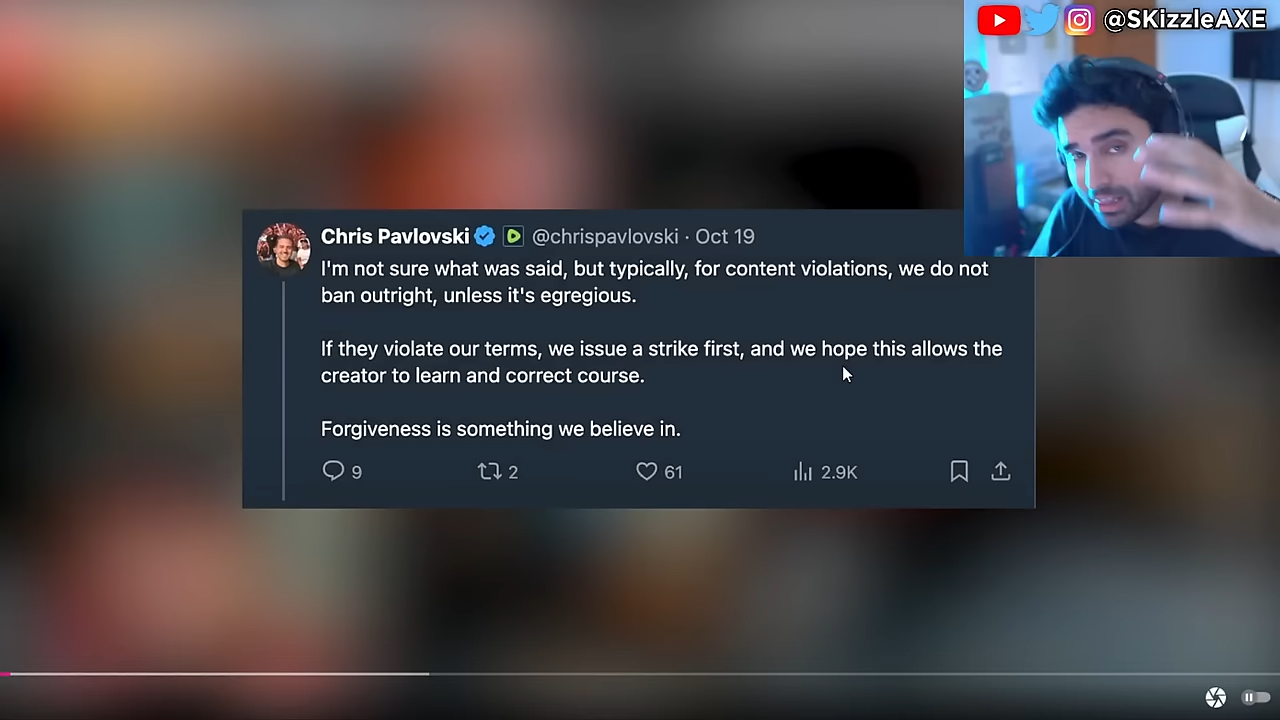 @SKizzleAXE
Chris Pavlovski @chrispavlovski · Oct 19
I'm not sure what was said, but typically, for content violations, we do not
ban outright, unless it's egregious.
If they violate our terms, we issue a strike first, and we hope this allows the
creator to learn and correct course.
Forgiveness is something we believe in.
9 2 61 2.9K